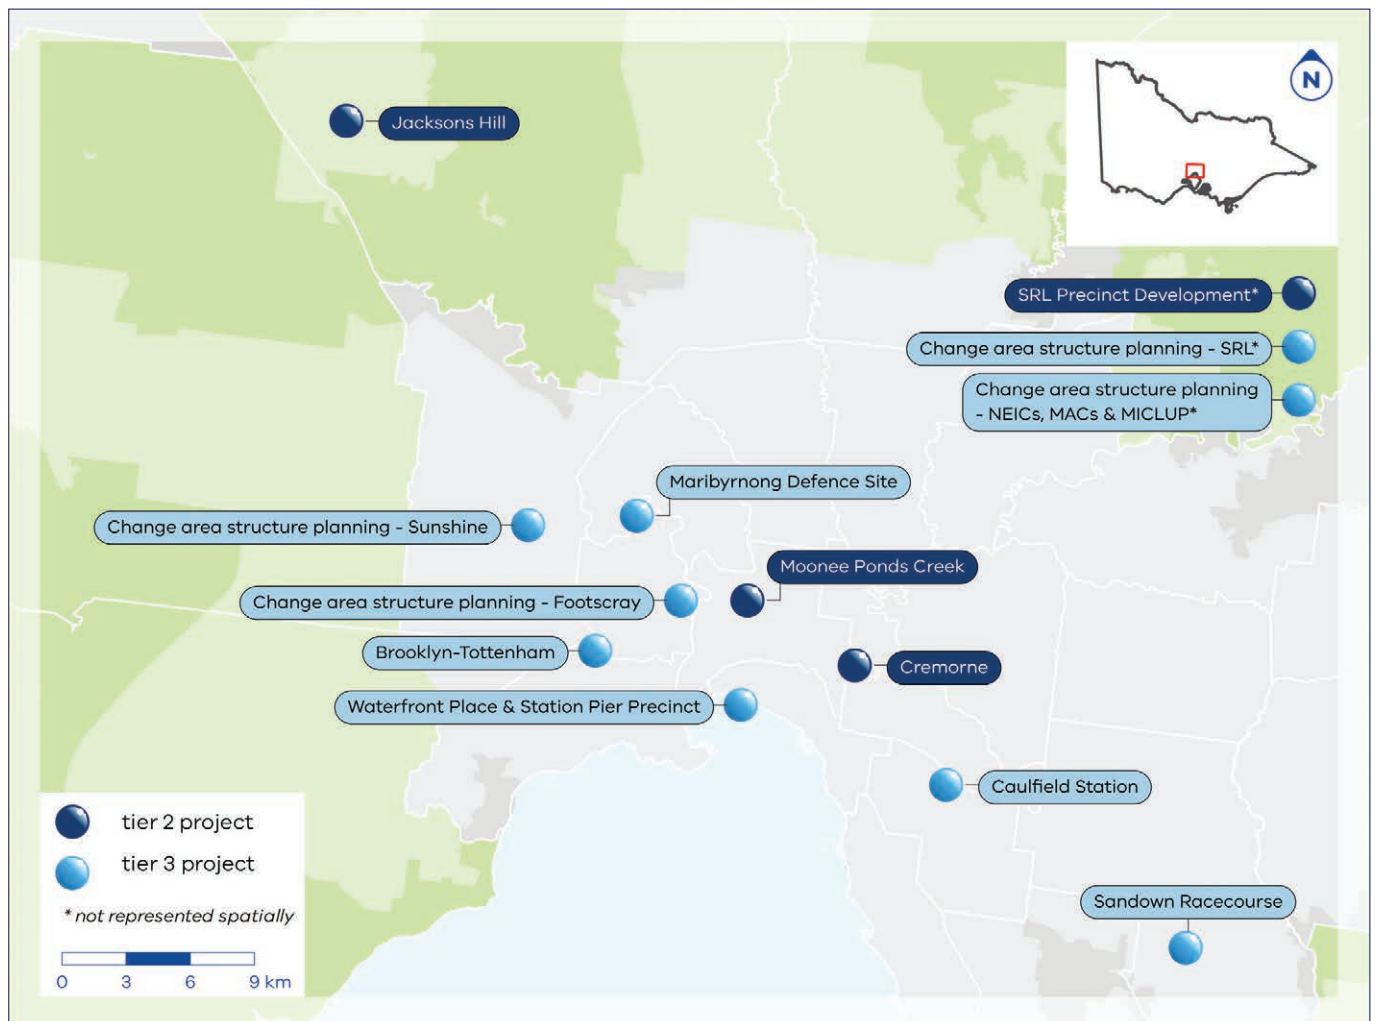 N
Jacksons Hill
SRL Precinct Development*
Change area structure planning - SRL*
Change area structure planning
- NEICs, MACs & MICLUP*
Maribyrnong Defence Site
Change area structure planning - Sunshine
Moonee Ponds Creek
Change area structure planning - Footscray
Brooklyn-Tottenham
Cremorne
Waterfront Place & Station Pier Precinct
Caulfield Station
Sandown Racecourse
tier 2 project
tier 3 project
* not represented spatially
0 3 6 9 km